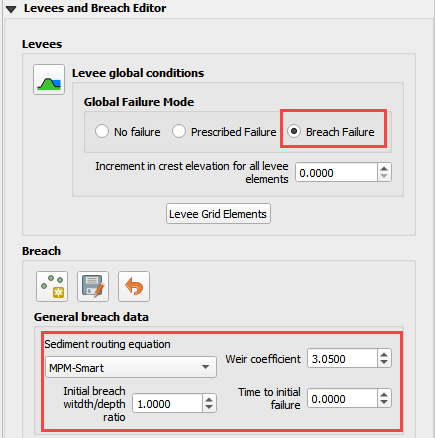 Levees and Breach Editor
Levees
Levee global conditions
Global Failure Mode
No failure
Prescribed Failure
Breach Failure
Increment in crest elevation for all levee
elements
0.0000
Levee Grid Elements
Breach
General breach data
Sediment routing equation
MPM-Smart
Weir coefficient
3.0500
Initial breach
witdth/depth
ratio
1.0000
Time to initial
failure
0.0000